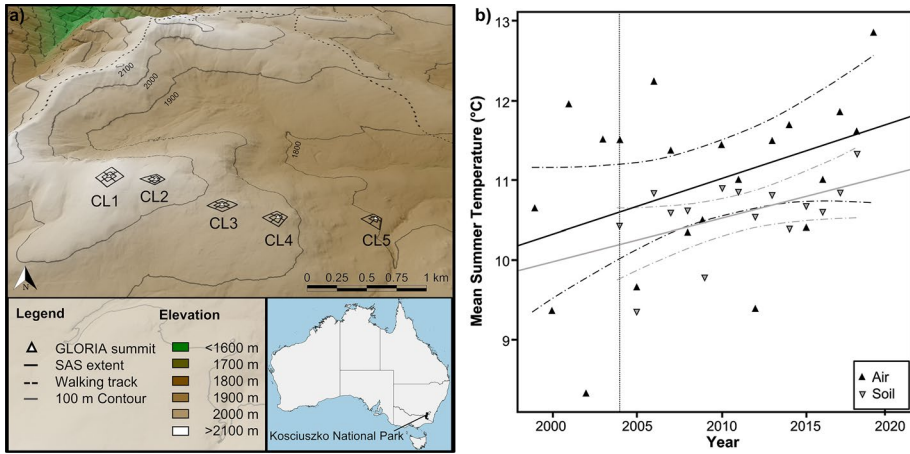 a)
2100
2000
1900
1800
CL1
CL2
CL3
CL4
CL5
N
0 0.25 0.5 1 km
Legend
GLORIA summit
SAS extent
Walking track
100 m Contour
Elevation
<1600 m
1700 m
1800 m
1900 m
2000 m
>2100 m
Kosciuszko National Park
b)
Mean Summer Temperature (°C)
13
12
11
10
9
8
2000 2005 2010 2015 2020
Year
Air
Soil